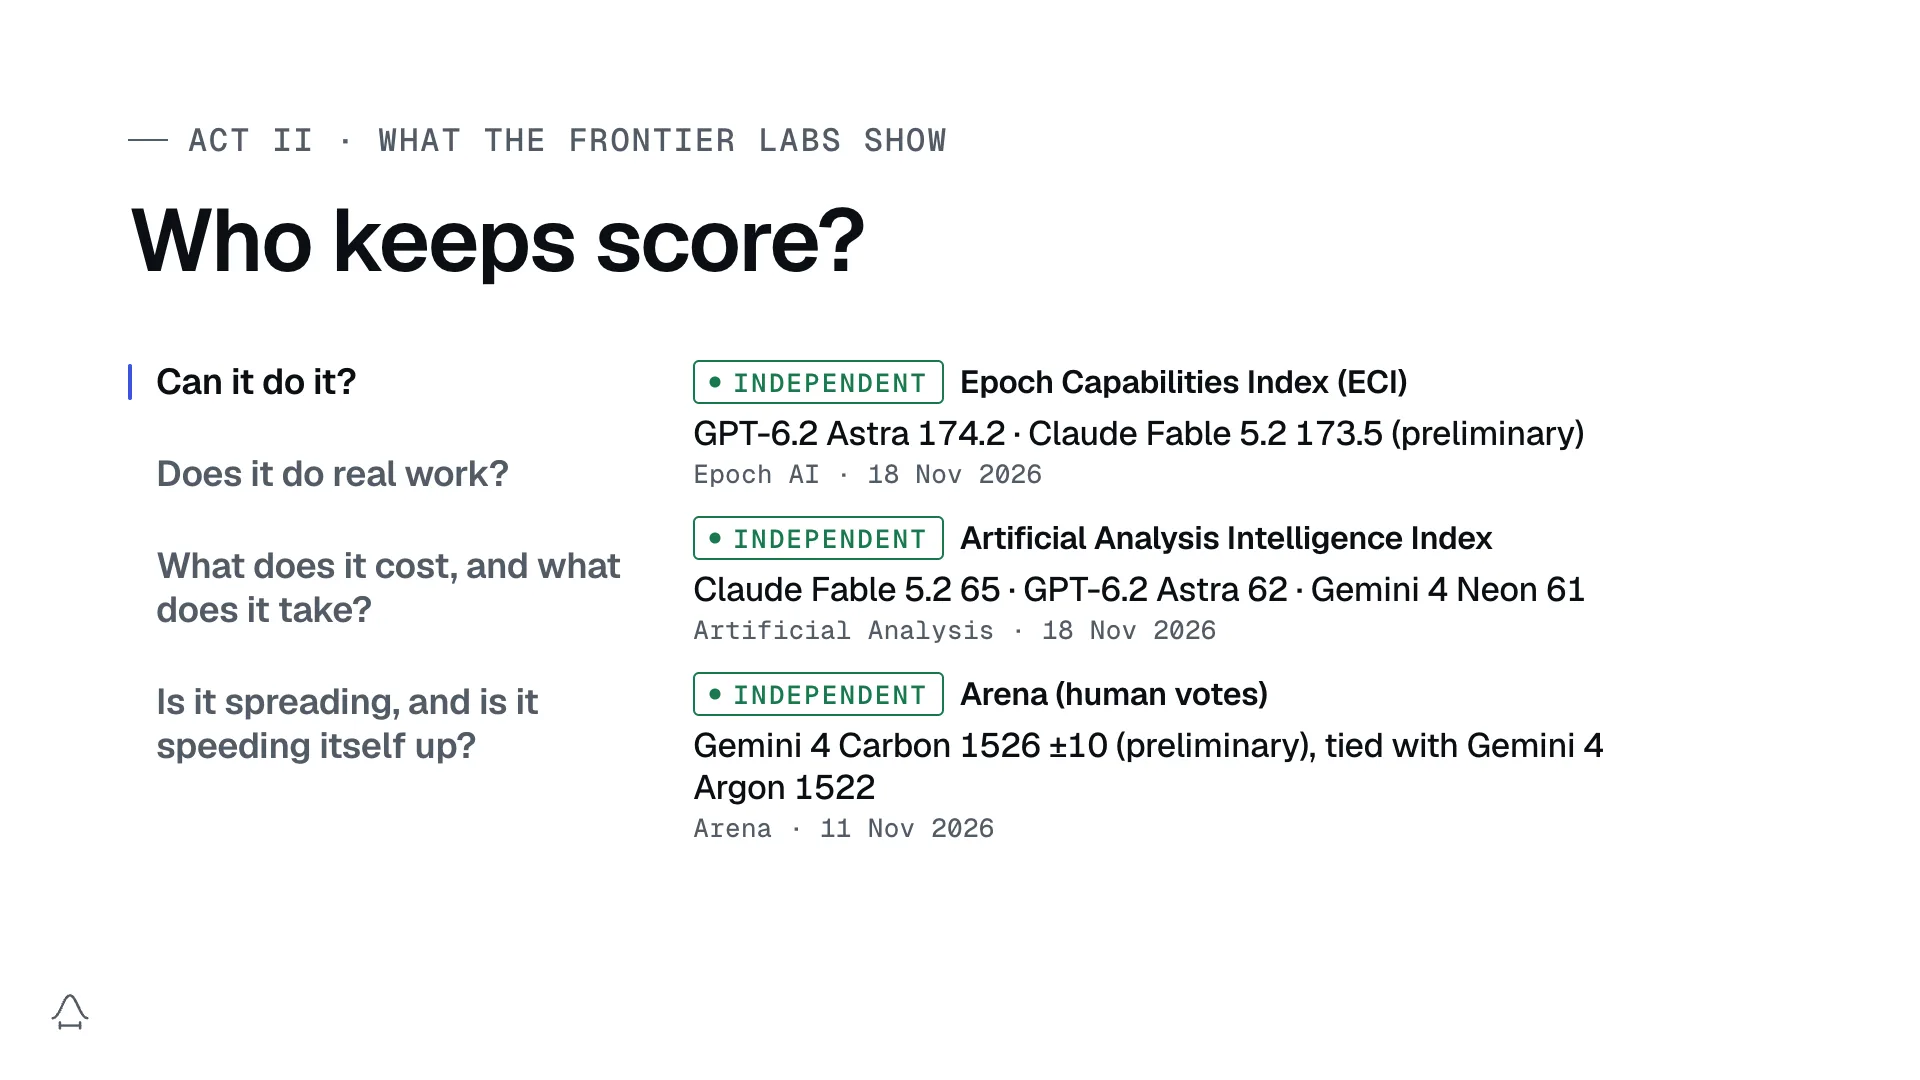 ACT II · WHAT THE FRONTIER LABS SHOW
Who keeps score?
Can it do it?
Does it do real work?
What does it cost, and what
does it take?
Is it spreading, and is it
speeding itself up?
INDEPENDENT Epoch Capabilities Index (ECI)
GPT-6.2 Astra 174.2 · Claude Fable 5.2 173.5 (preliminary)
Epoch AI · 18 Nov 2026
INDEPENDENT Artificial Analysis Intelligence Index
Claude Fable 5.2 65 · GPT-6.2 Astra 62 · Gemini 4 Neon 61
Artificial Analysis · 18 Nov 2026
INDEPENDENT Arena (human votes)
Gemini 4 Carbon 1526 ±10 (preliminary), tied with Gemini 4
Argon 1522
Arena · 11 Nov 2026